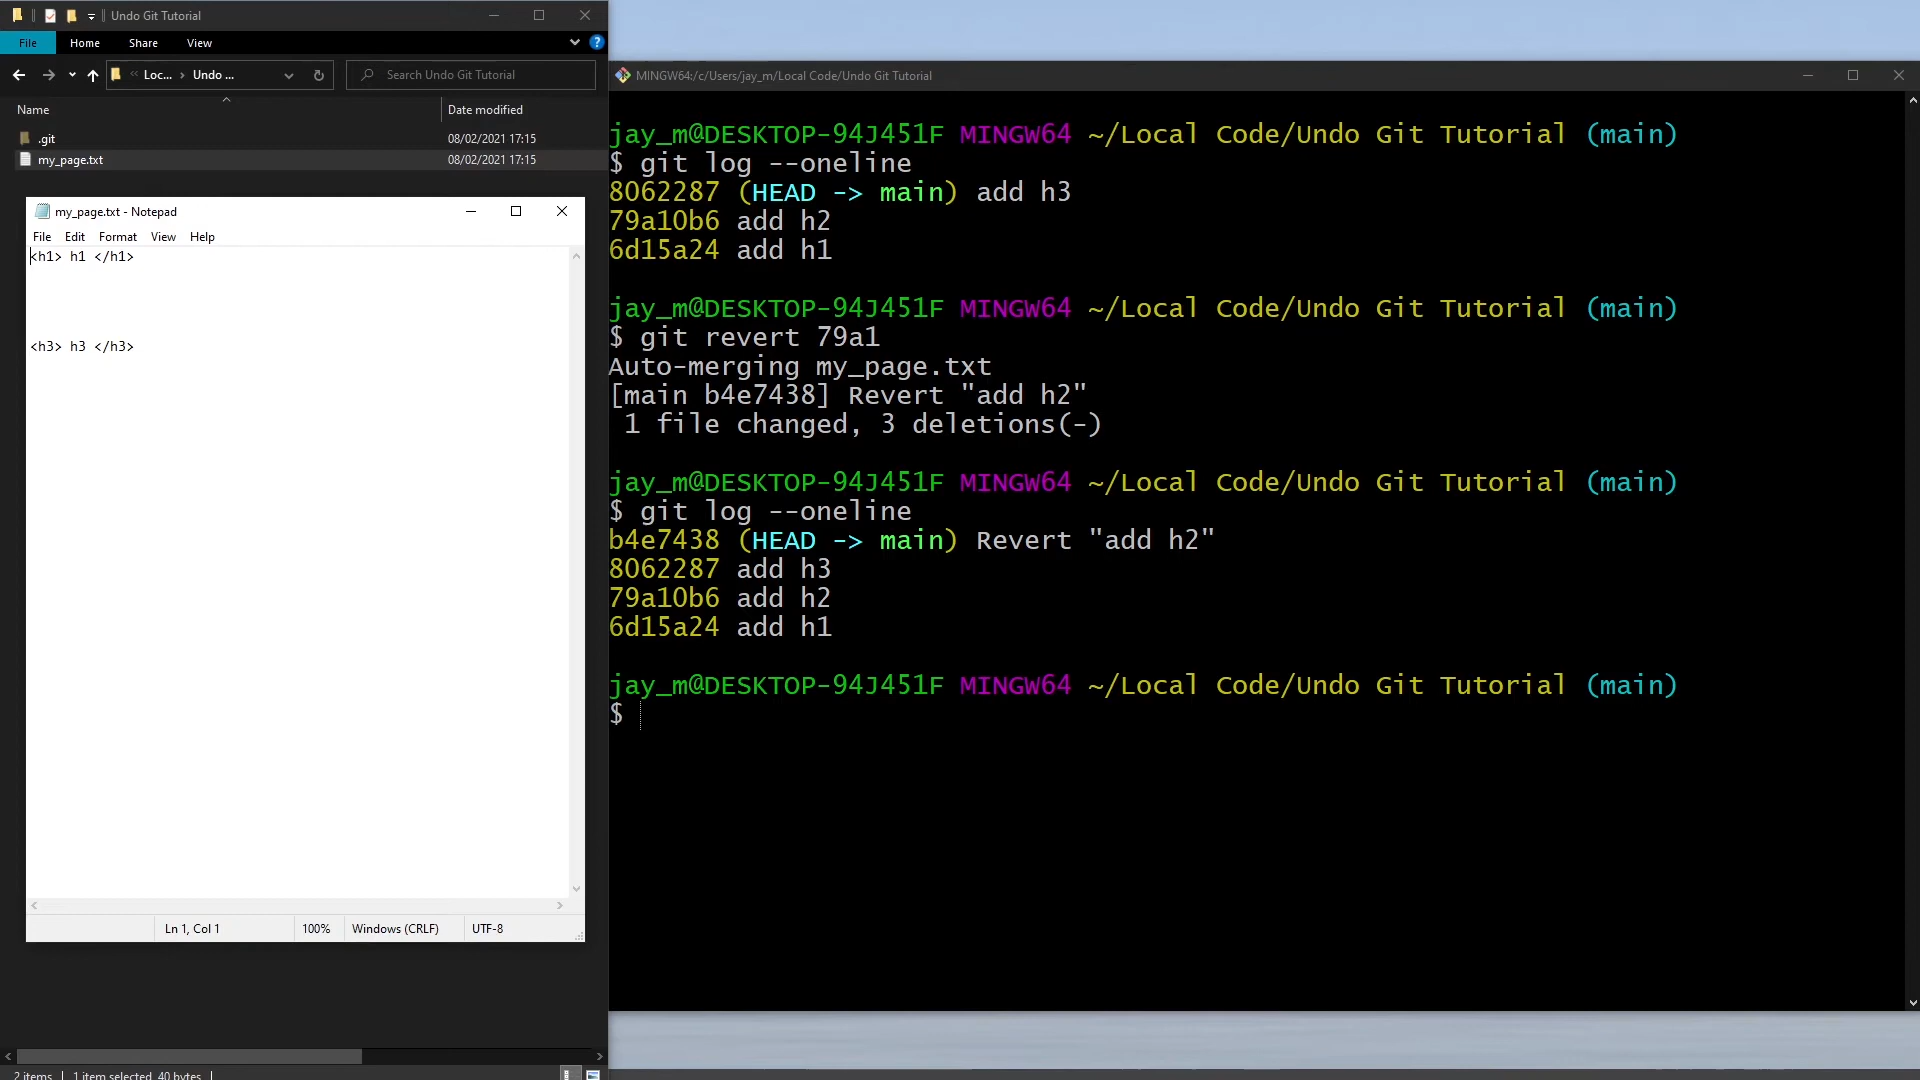 Undo Git Tutorial
File Home Share View
Loc... Undo ... Search Undo Git Tutorial
Name Date modified
.git 08/02/2021 17:15
my_page.txt 08/02/2021 17:15
my_page.txt - Notepad
File Edit Format View Help
<h1> h1 </h1>
<h3> h3 </h3>
Ln 1, Col 1 100% Windows (CRLF) UTF-8
2 items 1 item selected 40 bytes
MINGW64:/c/Users/jay_m/Local Code/Undo Git Tutorial
jay_m@DESKTOP-94J451F MINGW64 ~/Local Code/Undo Git Tutorial (main)
$ git log --oneline
8062287 (HEAD -> main) add h3
79a10b6 add h2
6d15a24 add h1
jay_m@DESKTOP-94J451F MINGW64 ~/Local Code/Undo Git Tutorial (main)
$ git revert 79a1
Auto-merging my_page.txt
[main b4e7438] Revert "add h2"
1 file changed, 3 deletions(-)
jay_m@DESKTOP-94J451F MINGW64 ~/Local Code/Undo Git Tutorial (main)
$ git log --oneline
b4e7438 (HEAD -> main) Revert "add h2"
8062287 add h3
79a10b6 add h2
6d15a24 add h1
jay_m@DESKTOP-94J451F MINGW64 ~/Local Code/Undo Git Tutorial (main)
$